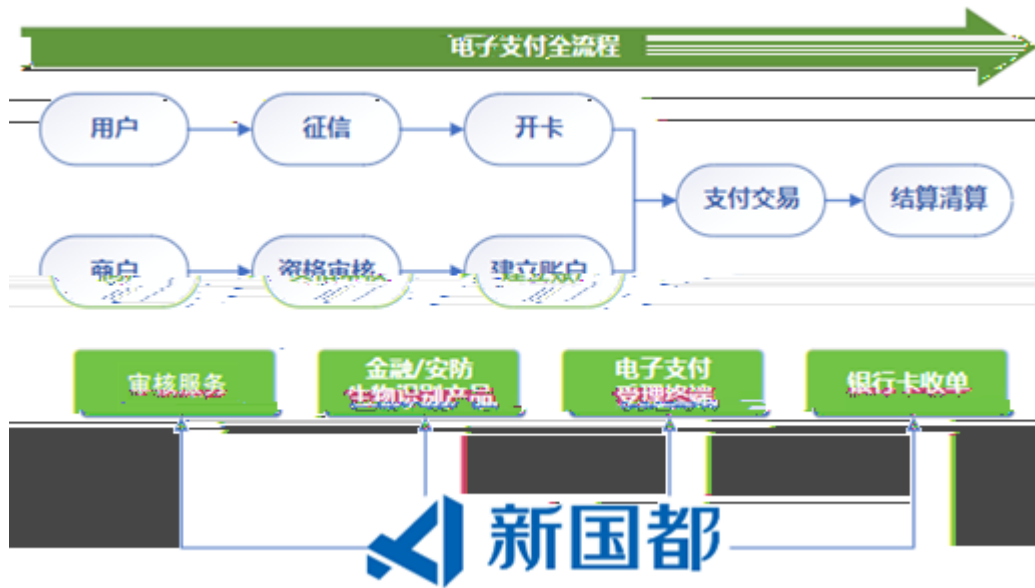 电子支付全流程
用户
征信
开卡
支付交易
结算清算
商户
资格审核
建立账户
审核服务
金融/安防
生物识别产品
电子支付
受理终端
银行卡收单
新国都